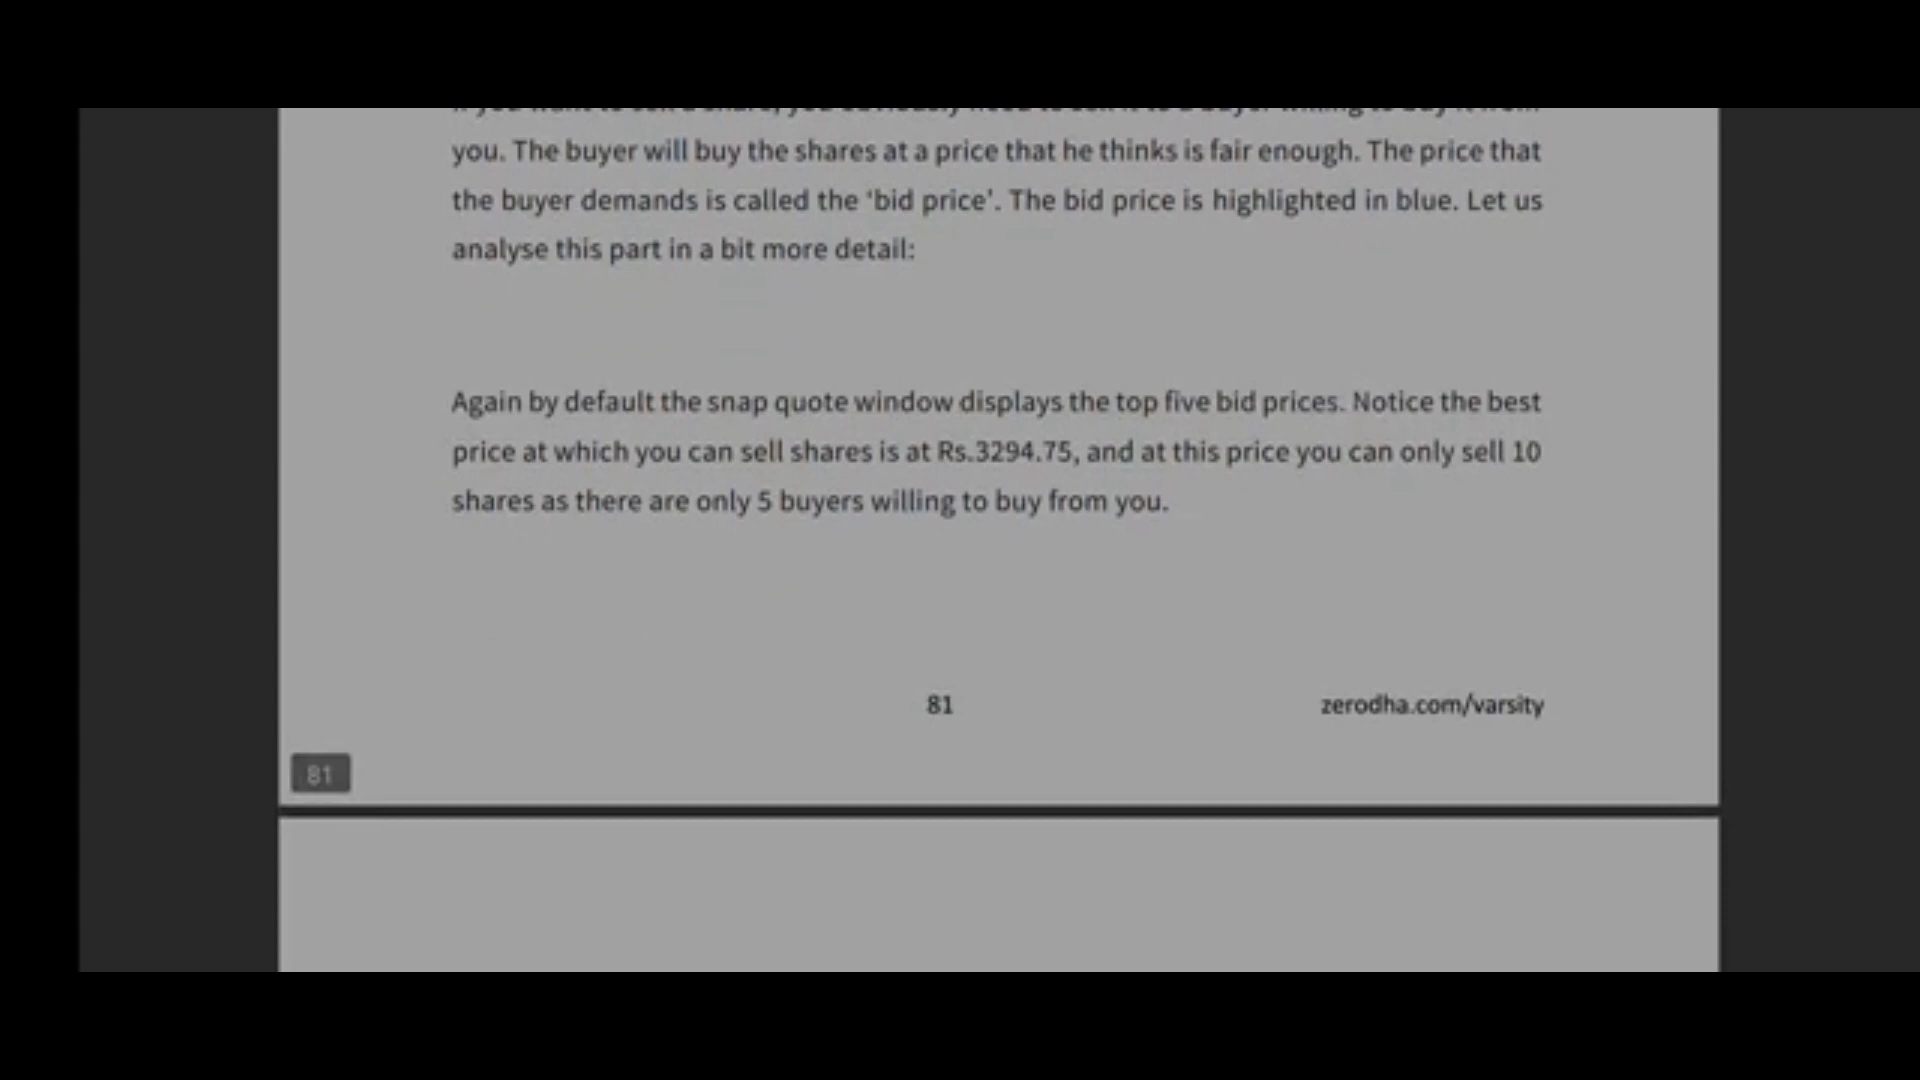 you. The buyer will buy the shares at a price that he thinks is fair enough. The price that
the buyer demands is called the ‘bid price’. The bid price is highlighted in blue. Let us
analyse this part in a bit more detail:
Again by default the snap quote window displays the top five bid prices. Notice the best
price at which you can sell shares is at Rs.3294.75, and at this price you can only sell 10
shares as there are only 5 buyers willing to buy from you.
81 zerodha.com/varsity
81